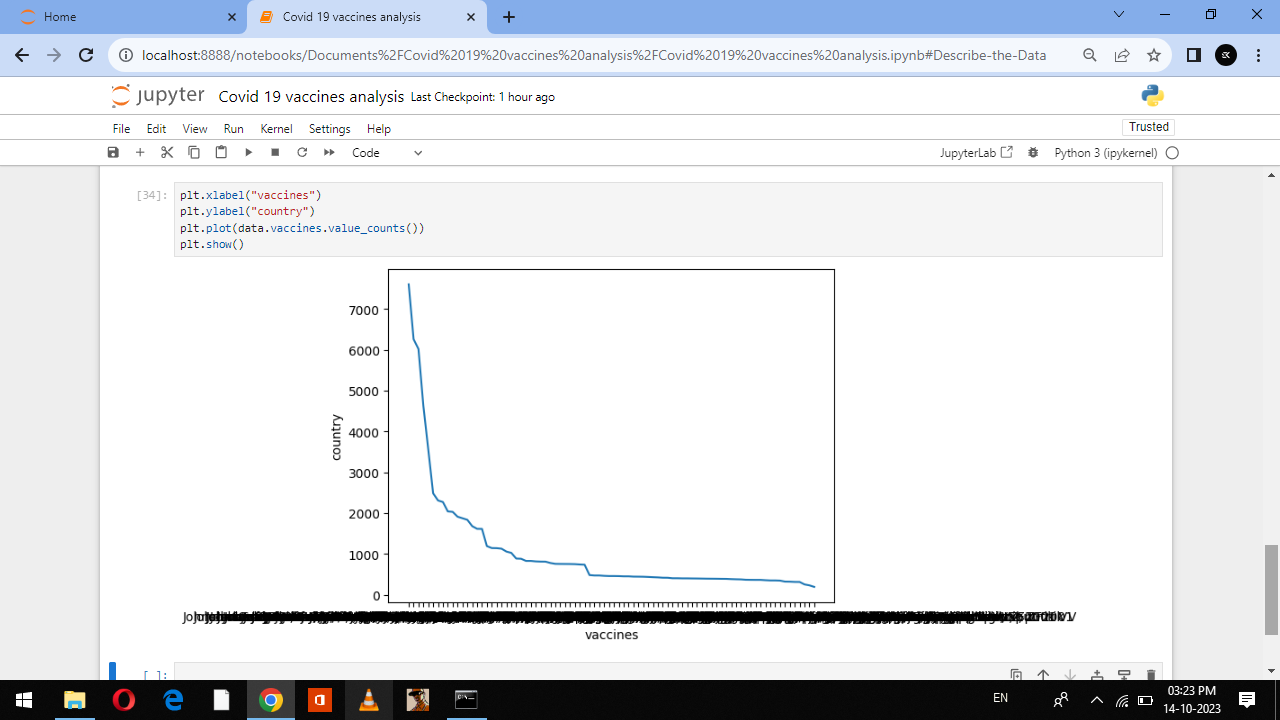 Home
Covid 19 vaccines analysis
localhost:8888/notebooks/Documents%2FCovid%2019%20vaccines%20analysis%2FCovid%2019%20vaccines%20analysis.ipynb#Describe-the-Data
SK
jupyter Covid 19 vaccines analysis Last Checkpoint: 1 hour ago
File Edit View Run Kernel Settings Help
Trusted
Code
JupyterLab
Python 3 (ipykernel)
[34]:
plt.xlabel("vaccines")
plt.ylabel("country")
plt.plot(data.vaccines.value_counts())
plt.show()
7000
6000
5000
4000
3000
2000
1000
0
country
vaccines
[ ]:
EN
03:23 PM
14-10-2023